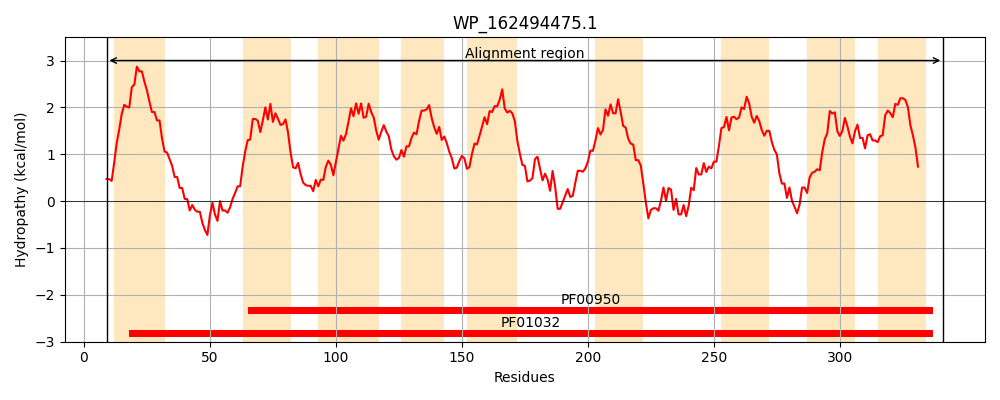 WP_162494475.1
Alignment region
Hydropathy (kcal/mol)
3
2
1
0
−1
−2
−3
PF00950
PF01032
0 50 100 150 200 250 300
Residues